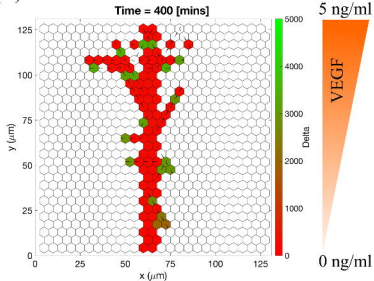 Time = 400 [mins]
5 ng/ml
125
100
75
50
25
0
y (μm)
0 25 50 75 100 125
x (μm)
5000
4000
3000
2000
1000
0
Delta
VEGF
0 ng/ml